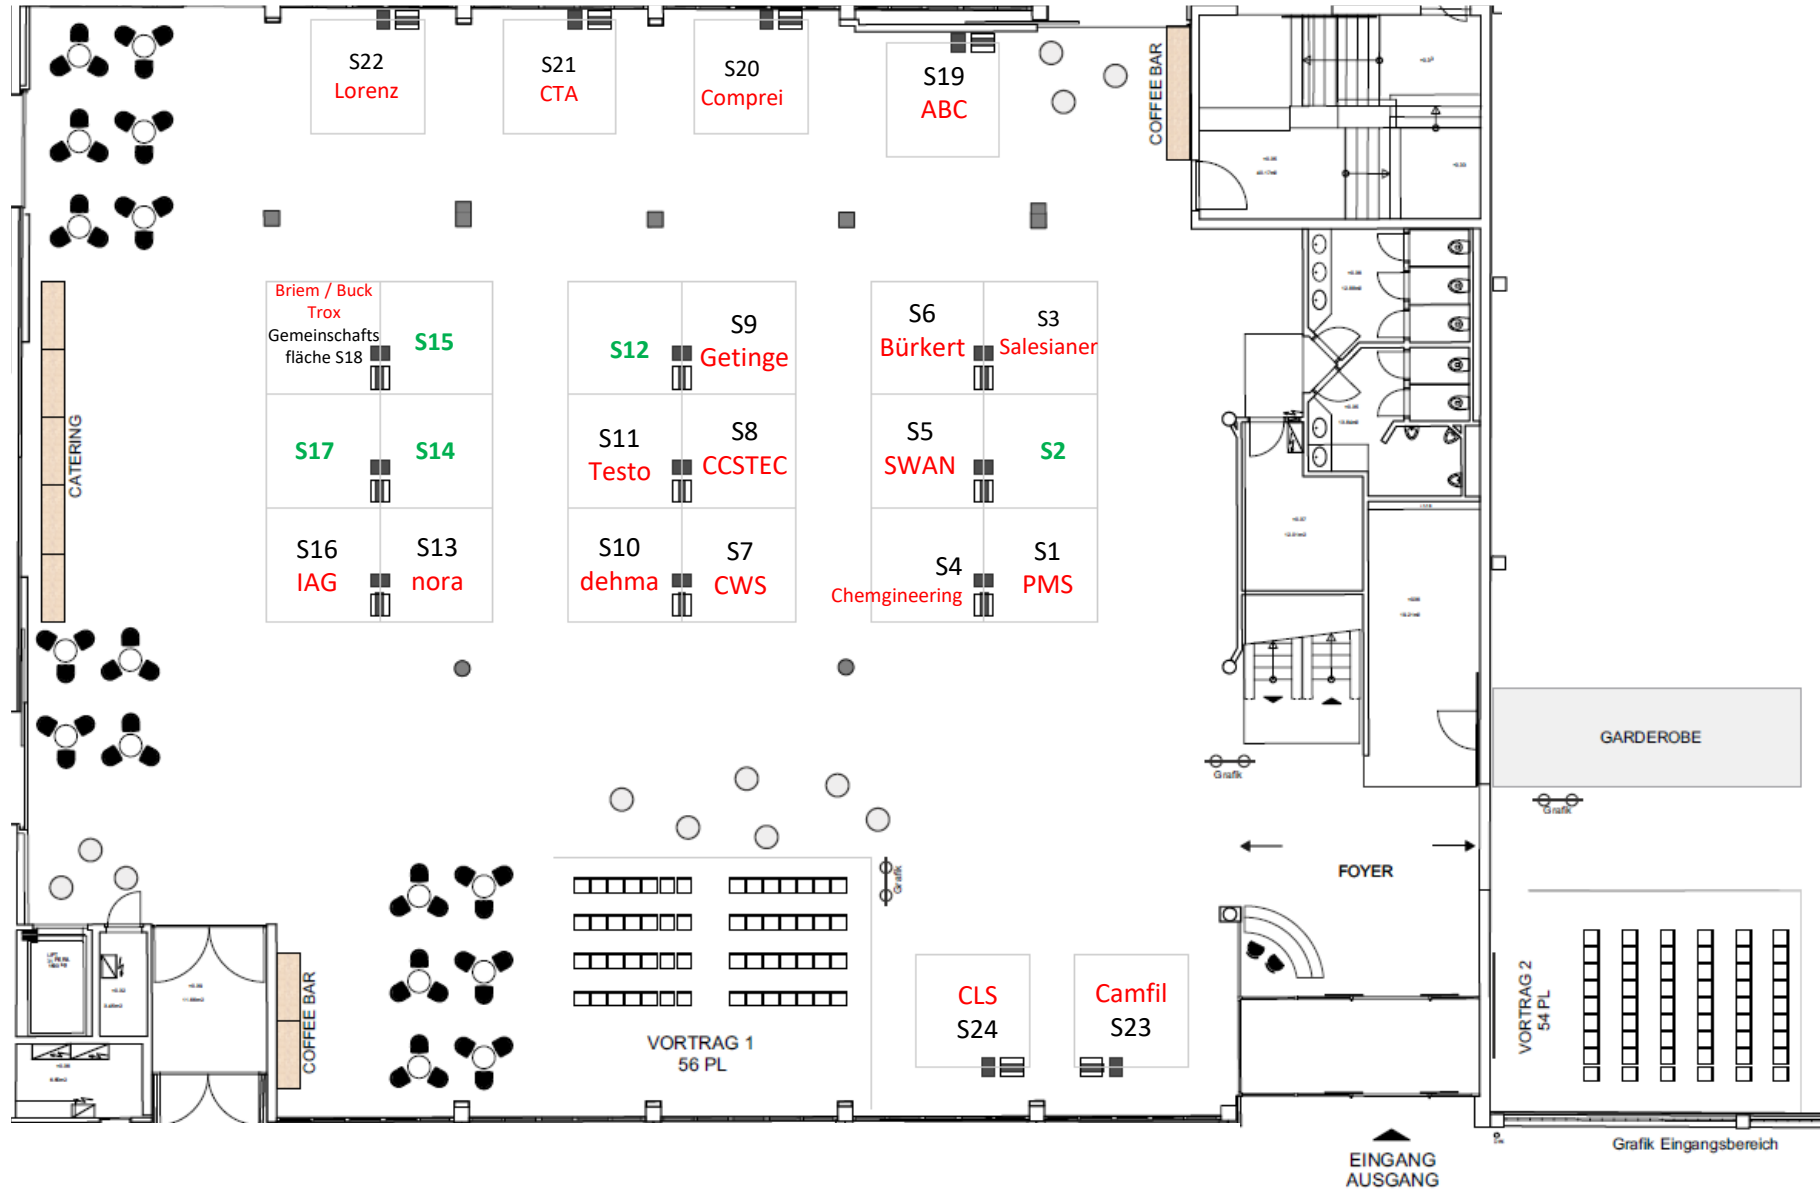 S22
Lorenz
S21
CTA
S20
Comprei
S19
ABC
COFFEE BAR
Briem / Buck
Trox
Gemeinschafts
fläche S18
S15
S12
S9
Getinge
S6
Bürkert
S3
Salesianer
CATERING
S17
S14
S11
Testo
S8
CCSTEC
S5
SWAN
S2
S16
IAG
S13
nora
S10
dehma
S7
CWS
S4
Chemgineering
S1
PMS
GARDEROBE
Grafik
Grafik
Grafik
FOYER
COFFEE BAR
VORTRAG 1
56 PL
CLS
S24
Camfil
S23
VORTRAG 2
54 PL
EINGANG
AUSGANG
Grafik Eingangsbereich